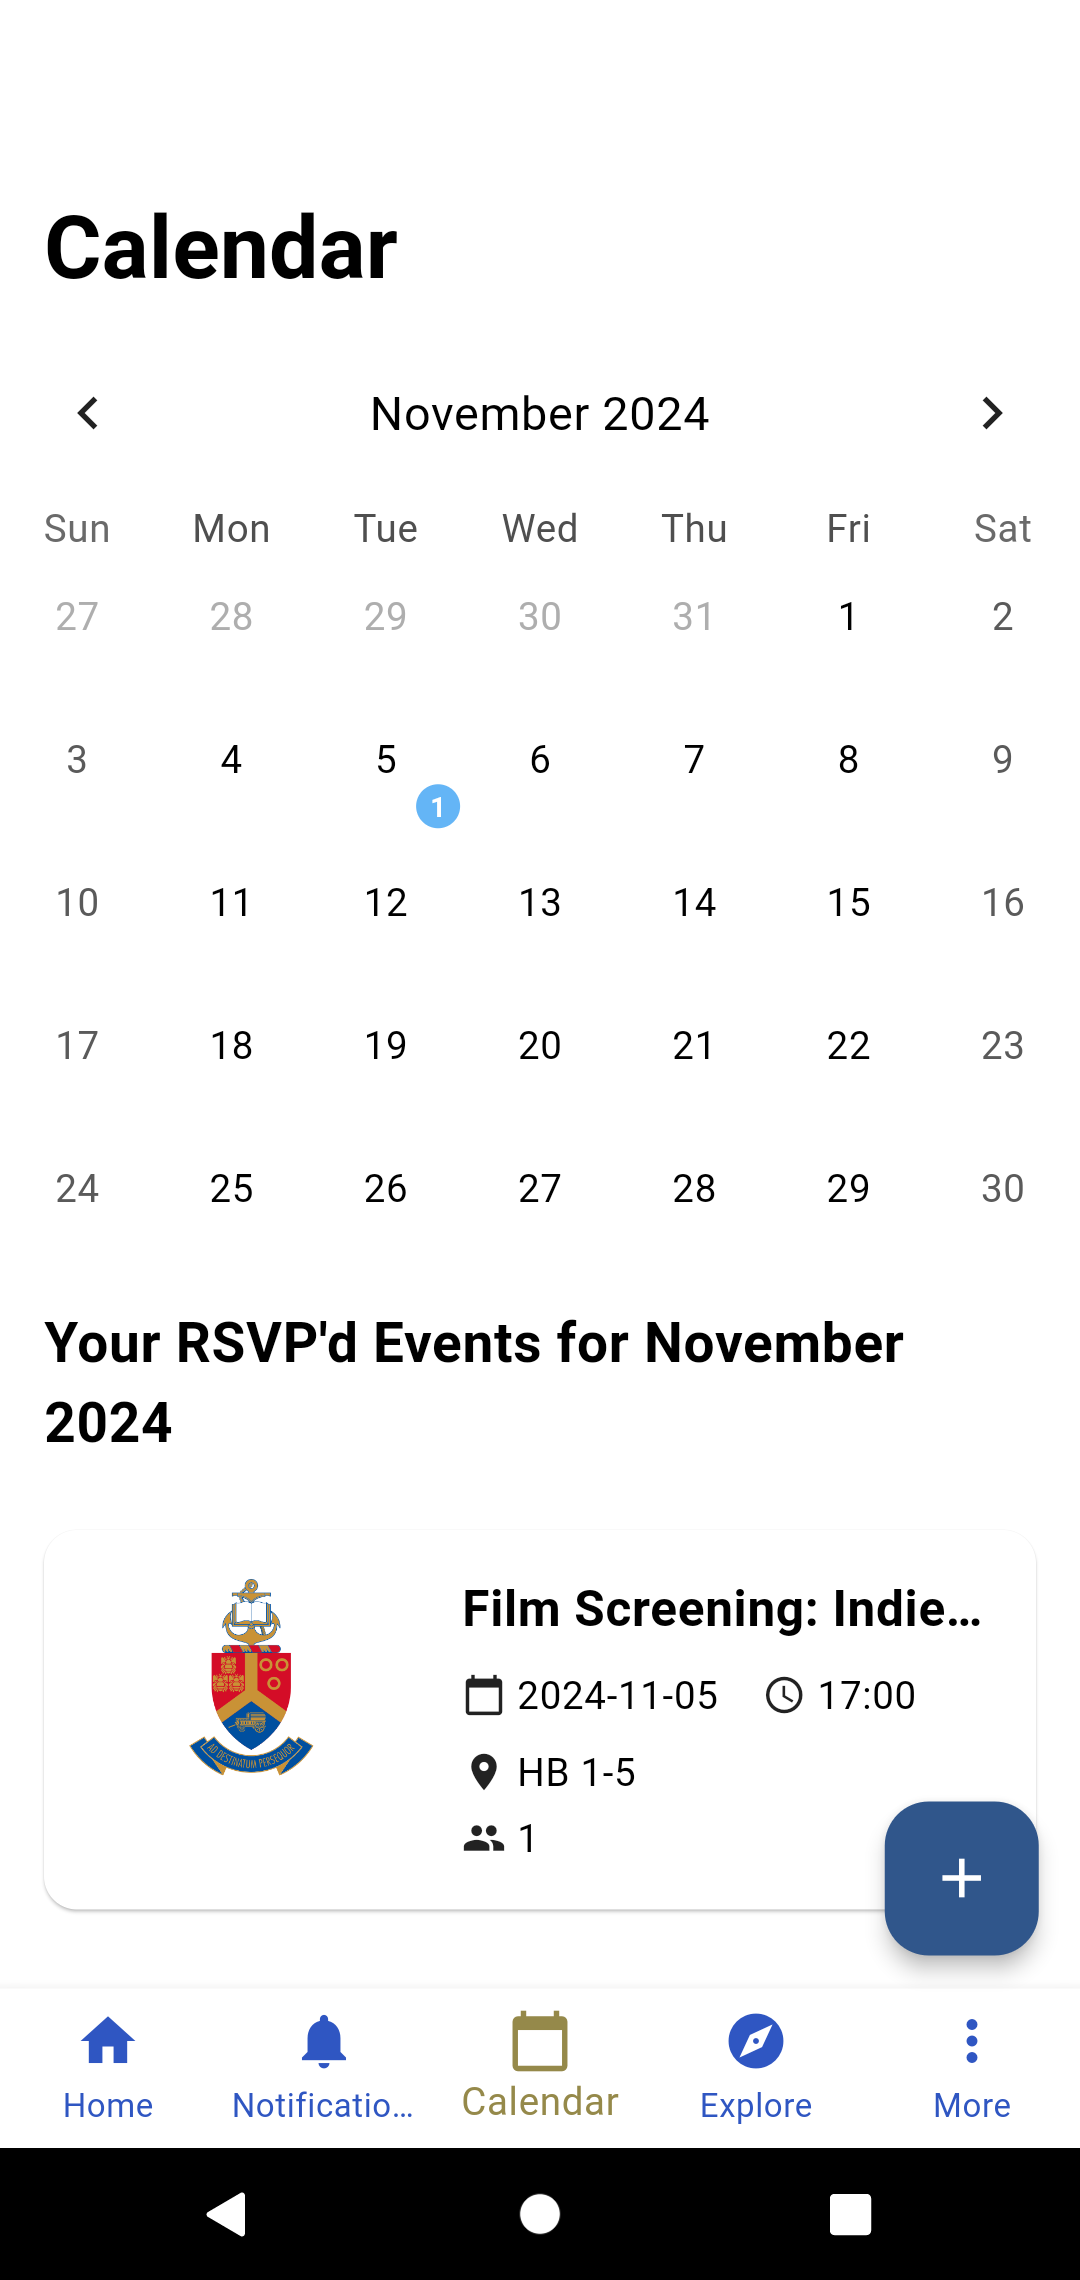 Calendar
November 2024
Sun Mon Tue Wed Thu Fri Sat
27 28 29 30 31 1 2
3 4 5 6 7 8 9
1
10 11 12 13 14 15 16
17 18 19 20 21 22 23
24 25 26 27 28 29 30
Your RSVP'd Events for November
2024
Film Screening: Indie...
2024-11-05 17:00
HB 1-5
1
AD DESTINATUM PERSEQUOR
Home Notificatio... Calendar Explore More